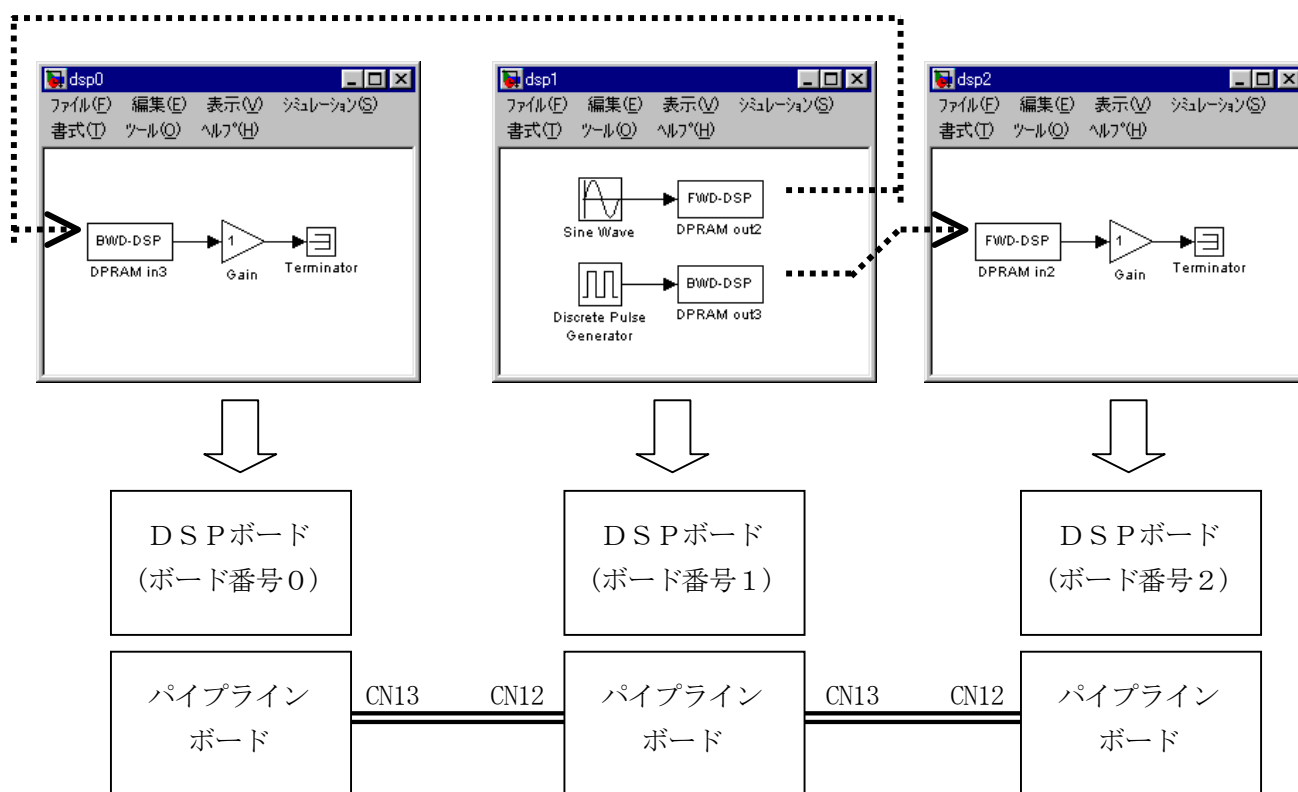 dsp0
ファイル(F) 編集(E) 表示(V) シミュレーション(S)
書式(T) ツール(O) ヘルプ(H)
BWD-DSP
DPRAM in3
1
Gain
Terminator
dsp1
ファイル(F) 編集(E) 表示(V) シミュレーション(S)
書式(T) ツール(O) ヘルプ(H)
Sine Wave
FWD-DSP
DPRAM out2
Discrete Pulse
Generator
BWD-DSP
DPRAM out3
dsp2
ファイル(F) 編集(E) 表示(V) シミュレーション(S)
書式(T) ツール(O) ヘルプ(H)
FWD-DSP
DPRAM in2
1
Gain
Terminator
DSPボード
(ボード番号0)
DSPボード
(ボード番号1)
DSPボード
(ボード番号2)
パイプライン
ボード
CN13
CN12
パイプライン
ボード
CN13
CN12
パイプライン
ボード